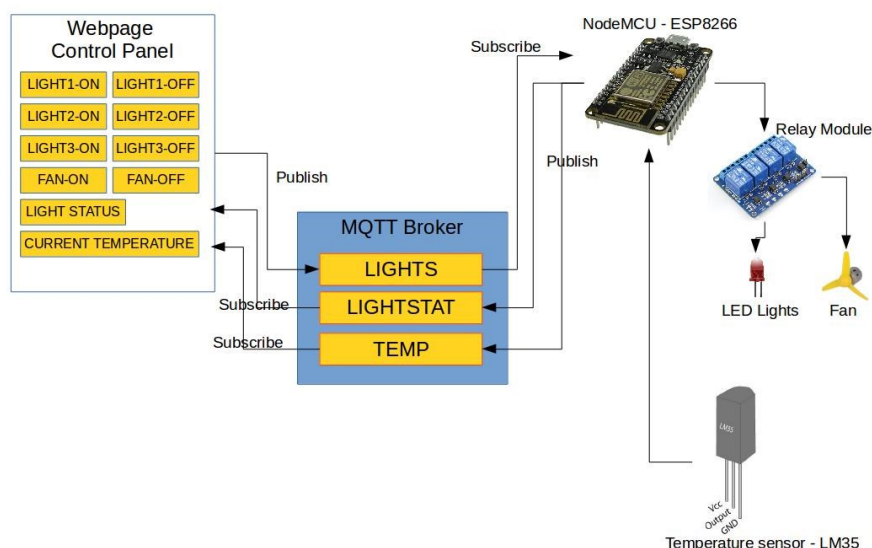 Webpage
Control Panel
LIGHT1-ON LIGHT1-OFF
LIGHT2-ON LIGHT2-OFF
LIGHT3-ON LIGHT3-OFF
FAN-ON FAN-OFF
LIGHT STATUS
CURRENT TEMPERATURE
Publish
Subscribe
Subscribe
MQTT Broker
LIGHTS
LIGHTSTAT
TEMP
Subscribe
Publish
NodeMCU - ESP8266
Relay Module
LED Lights
Fan
LM35
Vcc
Output
GND
Temperature sensor - LM35